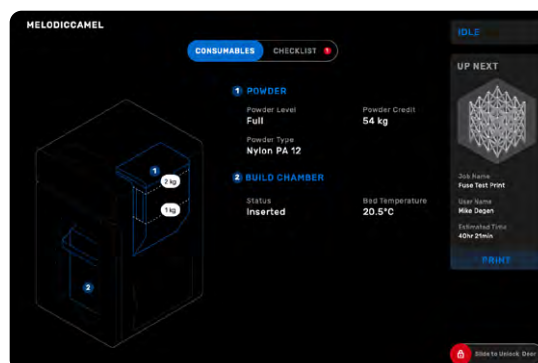 MELODICCAMEL
CONSUMABLES
CHECKLIST
1
IDLE
UP NEXT
1 POWDER
Powder Level
Full
Powder Credit
54 kg
Powder Type
Nylon PA 12
2 BUILD CHAMBER
Status
Inserted
Bed Temperature
20.5°C
1
2 kg
1 kg
2
Job Name
Fuse Test Print
User Name
Mike Degen
Estimated Time
40hr 21min
PRINT
Slide to Unlock Door